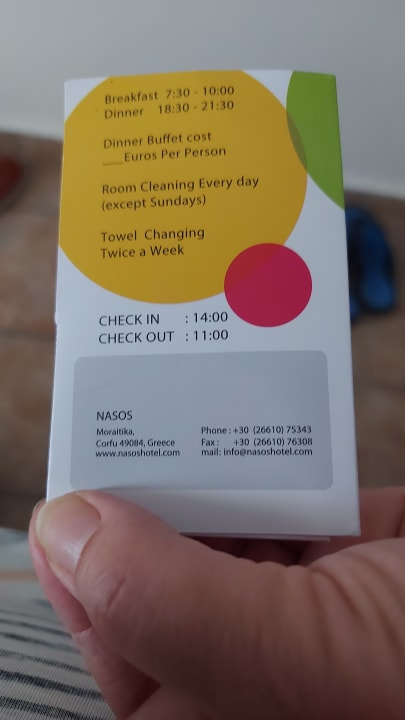 Breakfast 7:30 - 10:00
Dinner 18:30 - 21:30
Dinner Buffet cost
___Euros Per Person
Room Cleaning Every day
(except Sundays)
Towel Changing
Twice a Week
CHECK IN : 14:00
CHECK OUT : 11:00
NASOS
Moraitika,
Corfu 49084, Greece
www.nasoshotel.com
Phone : +30 (26610) 75343
Fax : +30 (26610) 76308
mail: info@nasoshotel.com